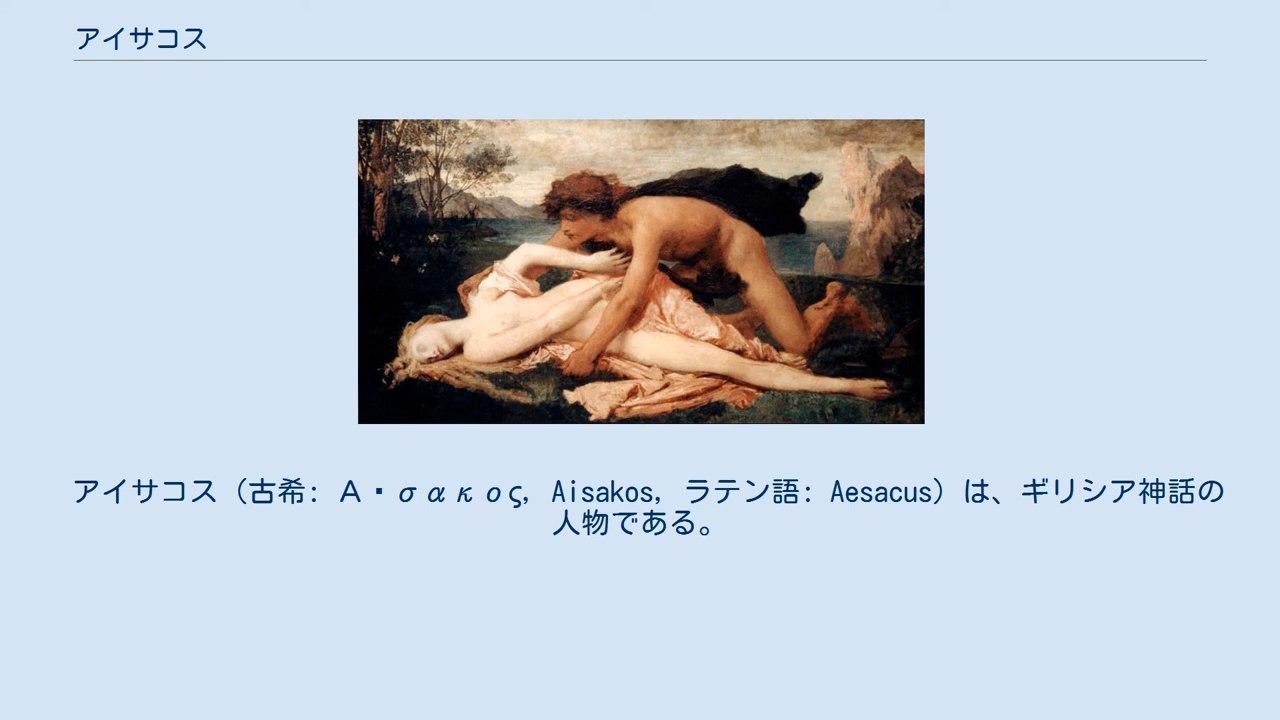 アイサコス
アイサコス（古希: Α▪σακος, Aisakos, ラテン語: Aesacus）は、ギリシア神話の
人物である。